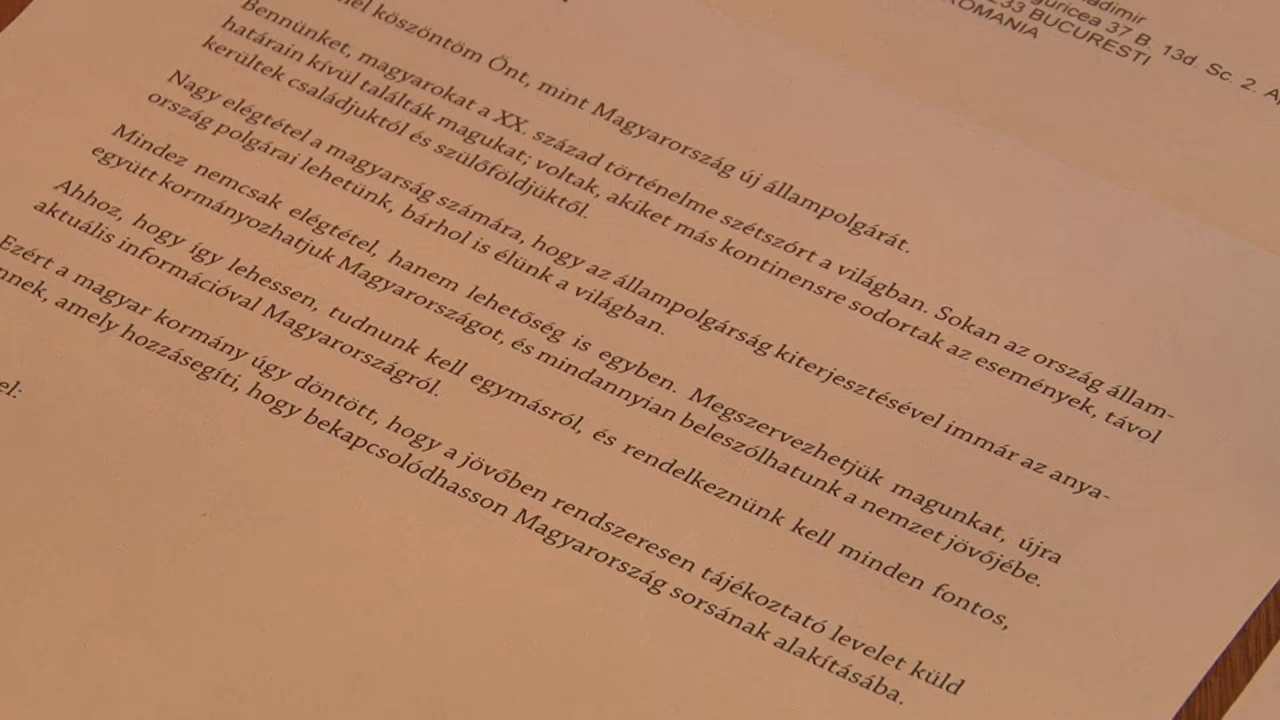 ladimir
37 B, 13d. Sc. 2. A
233 BUCURESTI
ROMANIA
köszöntöm Önt, mint Magyarország új állampolgárát.
Bennünket, magyarokat a XX. század történelme szétszórt a világban. Sokan az ország állam-
határain kívül találták magukat; voltak, akiket más kontinensre sodortak az események, távol
kerültek családjuktól és szülőföldjüktől.
Nagy elégtétel a magyarság számára, hogy az állampolgárság kiterjesztésével immár az anya-
ország polgárai lehetünk, bárhol is élünk a világban.
Mindez nemcsak elégtétel, hanem lehetőség is egyben. Megszervezhetjük magunkat, újra
együtt kormányozhatjuk Magyarországot, és mindannyian beleszólhatunk a nemzet jövőjébe.
Ahhoz, hogy így lehessen, tudnunk kell egymásról, és rendelkeznünk kell minden fontos,
aktuális információval Magyarországról.
Ezért a magyar kormány úgy döntött, hogy a jövőben rendszeresen tájékoztató levelet küld
nnek, amely hozzásegíti, hogy bekapcsolódhasson Magyarország sorsának alakításába.
el: